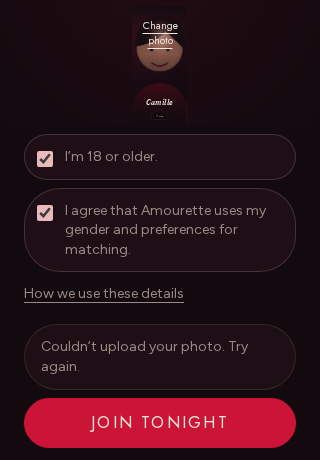 Change
photo
Camille
I'm 18 or older.
I agree that Amourette uses my
gender and preferences for
matching.
How we use these details
Couldn't upload your photo. Try
again.
JOIN TONIGHT